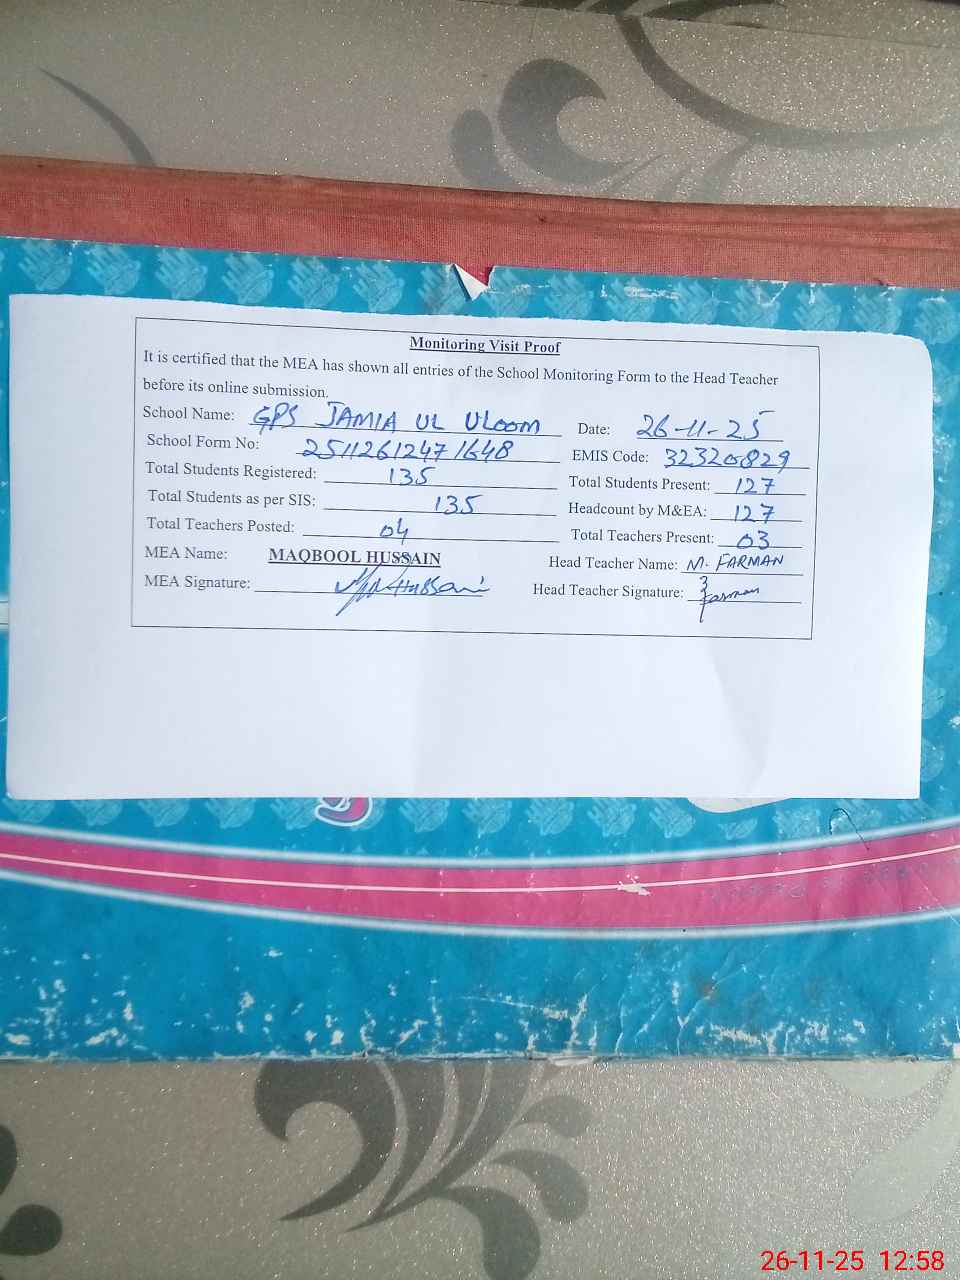 Monitoring Visit Proof
It is certified that the MEA has shown all entries of the School Monitoring Form to the Head Teacher
before its online submission.
School Name: GPS JAMIA UL ULOOM Date: 26-11-25
School Form No: 25112612471648 EMIS Code: 32320829
Total Students Registered: 135 Total Students Present: 127
Total Students as per SIS: 135 Headcount by M&EA: 127
Total Teachers Posted: 04 Total Teachers Present: 03
MEA Name: MAQBOOL HUSSAIN Head Teacher Name: M. FARMAN
MEA Signature: Hussain Head Teacher Signature: Farman
26-11-25 12:58